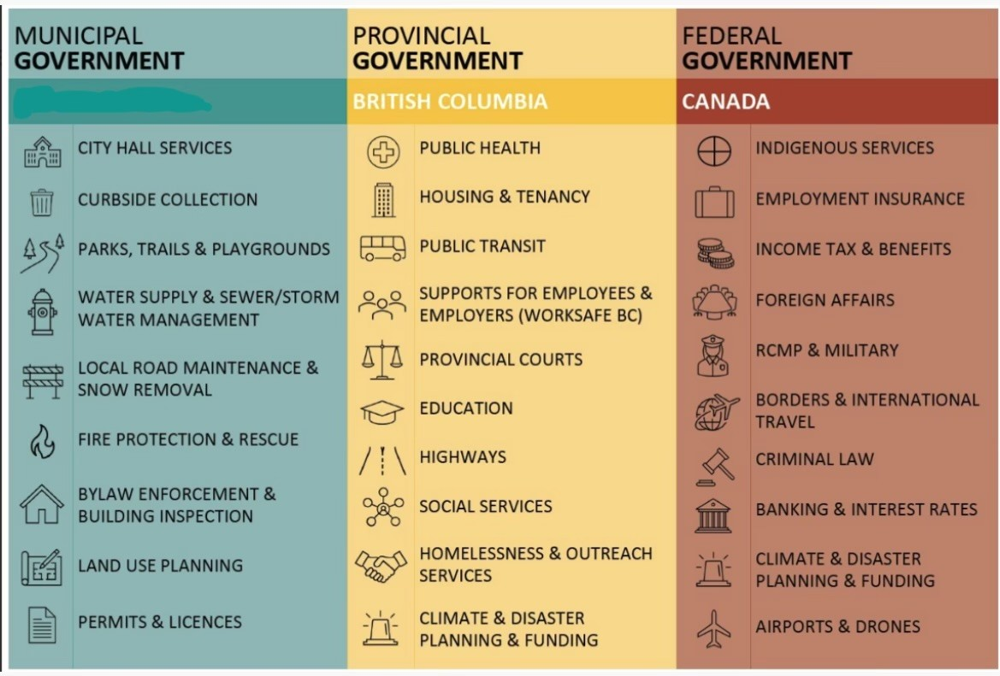 MUNICIPAL
GOVERNMENT
CITY HALL SERVICES
CURBSIDE COLLECTION
PARKS, TRAILS & PLAYGROUNDS
WATER SUPPLY & SEWER/STORM
WATER MANAGEMENT
LOCAL ROAD MAINTENANCE &
SNOW REMOVAL
FIRE PROTECTION & RESCUE
BYLAW ENFORCEMENT &
BUILDING INSPECTION
LAND USE PLANNING
PERMITS & LICENCES
PROVINCIAL
GOVERNMENT
BRITISH COLUMBIA
PUBLIC HEALTH
HOUSING & TENANCY
PUBLIC TRANSIT
SUPPORTS FOR EMPLOYEES &
EMPLOYERS (WORKSAFE BC)
PROVINCIAL COURTS
EDUCATION
HIGHWAYS
SOCIAL SERVICES
HOMELESSNESS & OUTREACH
SERVICES
CLIMATE & DISASTER
PLANNING & FUNDING
FEDERAL
GOVERNMENT
CANADA
INDIGENOUS SERVICES
EMPLOYMENT INSURANCE
INCOME TAX & BENEFITS
FOREIGN AFFAIRS
RCMP & MILITARY
BORDERS & INTERNATIONAL
TRAVEL
CRIMINAL LAW
BANKING & INTEREST RATES
CLIMATE & DISASTER
PLANNING & FUNDING
AIRPORTS & DRONES